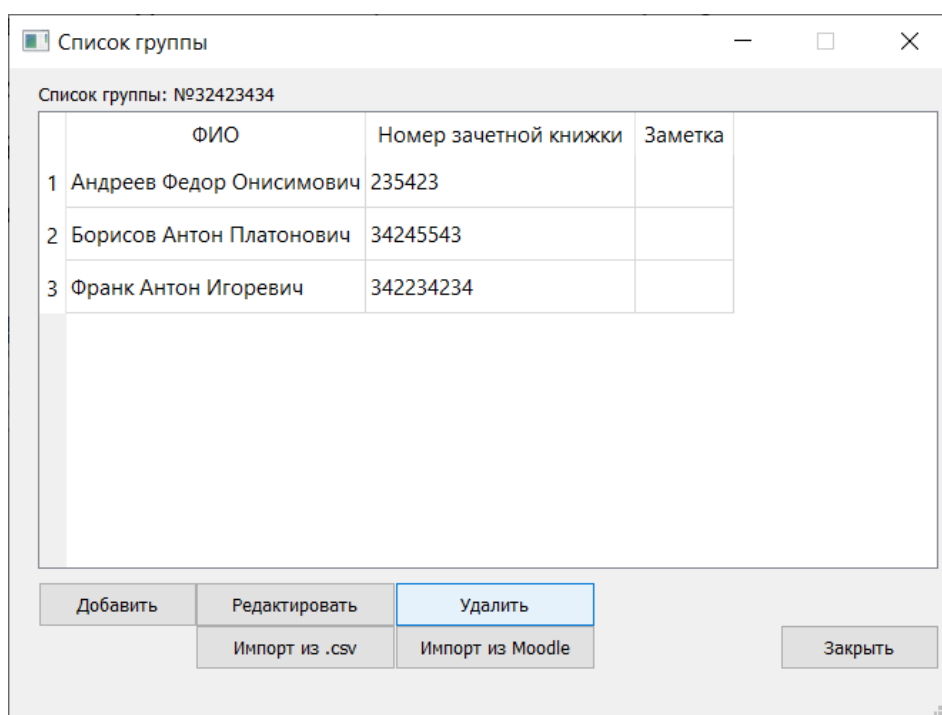 Список группы
Список группы: №32423434
ФИО Номер зачетной книжки Заметка
1 Андреев Федор Онисимович 235423
2 Борисов Антон Платонович 34245543
3 Франк Антон Игоревич 342234234
Добавить Редактировать Удалить
Импорт из .csv Импорт из Moodle Закрыть